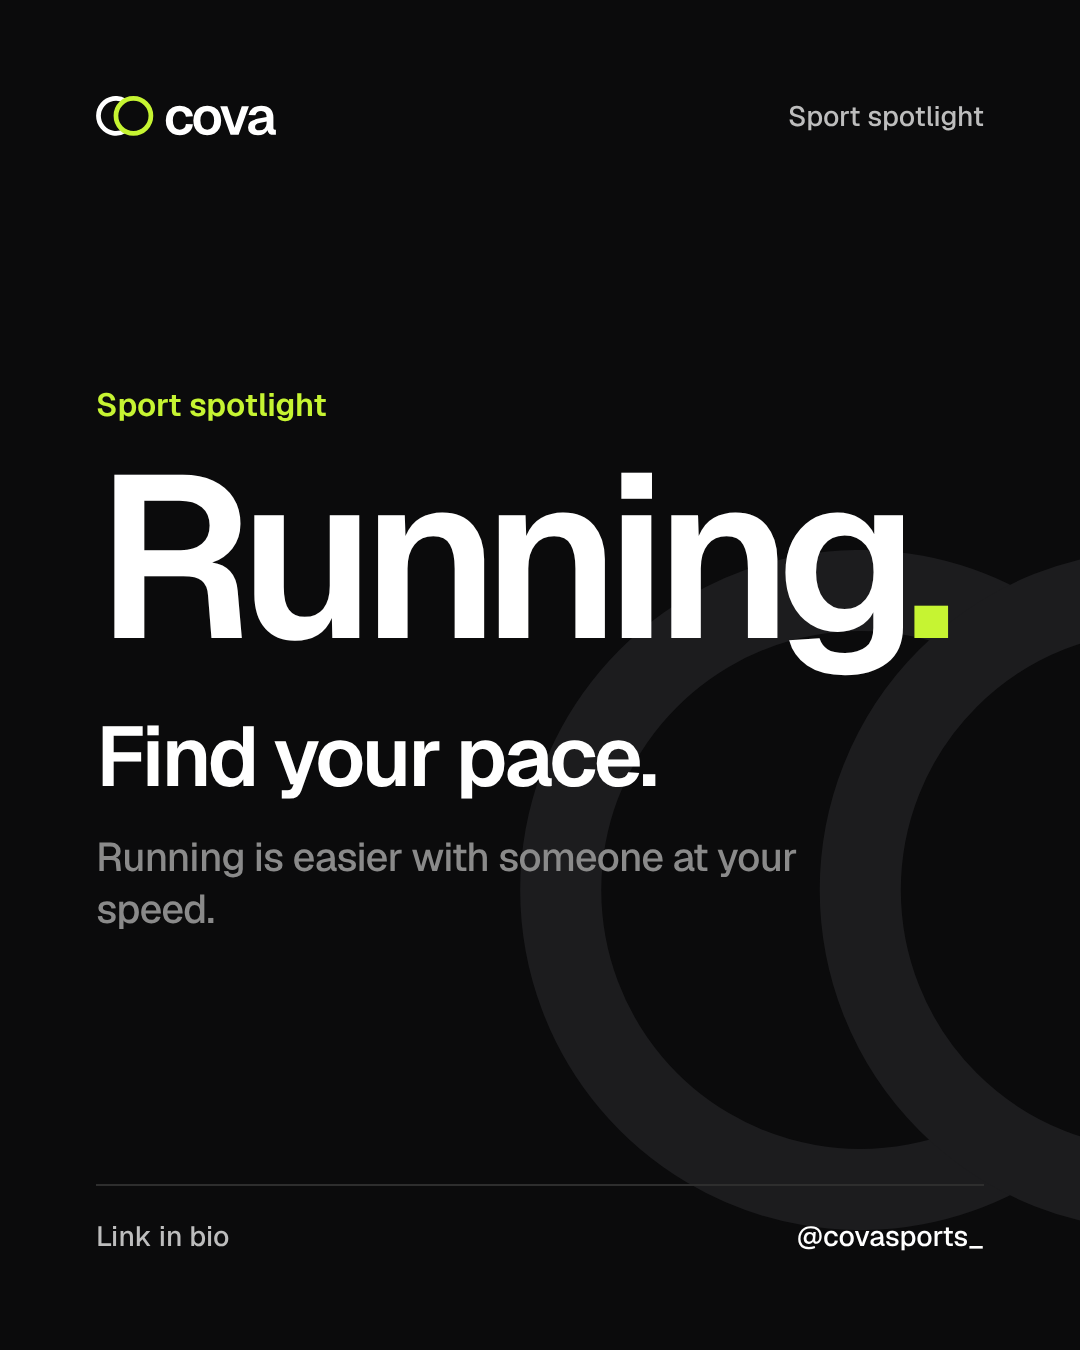 cova
Sport spotlight
Sport spotlight
Running.
Find your pace.
Running is easier with someone at your
speed.
Link in bio
@covasports_